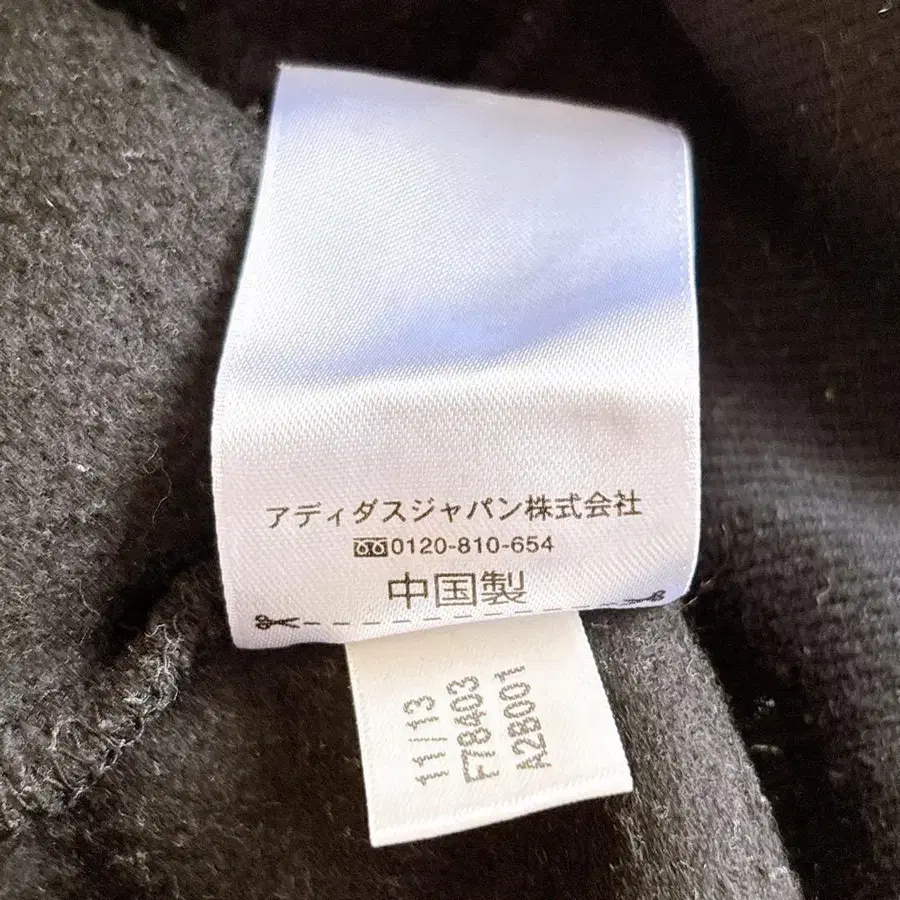 アディダスジャパン株式会社
0120-810-654
中国製
11/13
F78403
A2B001